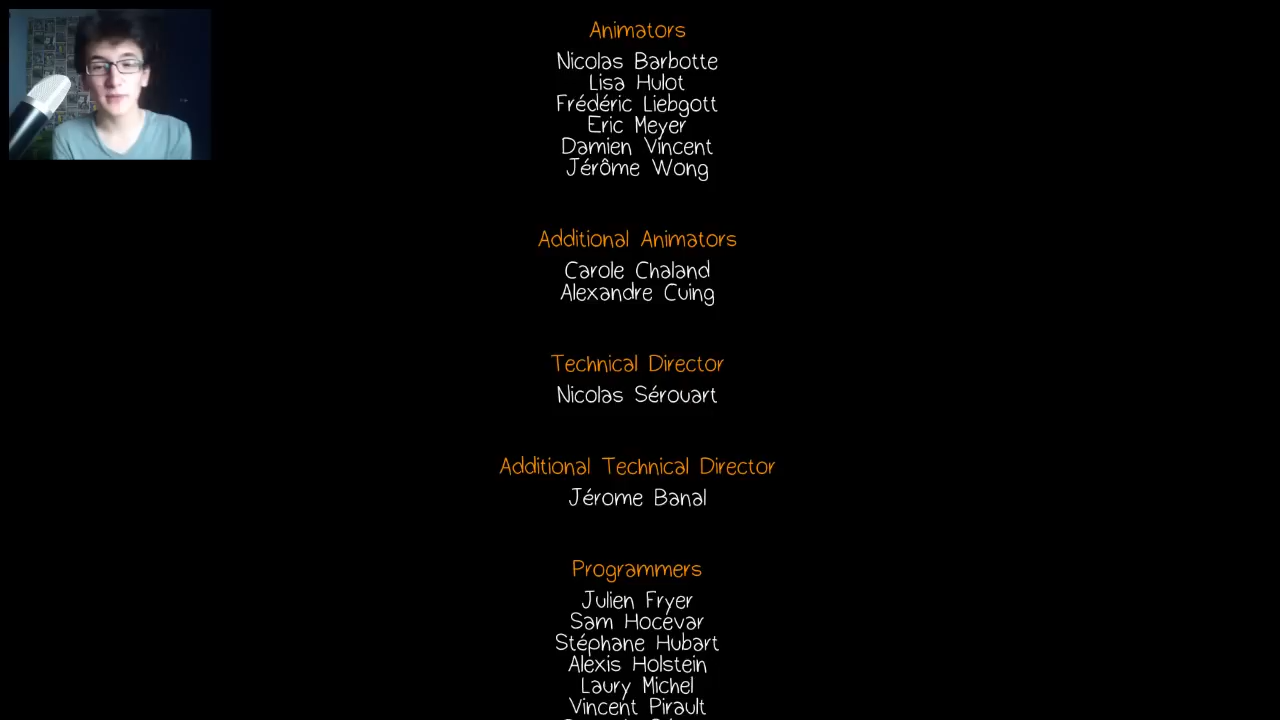 Animators
Nicolas Barbotte
Lisa Hulot
Frédéric Liebgott
Eric Meyer
Damien Vincent
Jérôme Wong
Additional Animators
Carole Chaland
Alexandre Cuing
Technical Director
Nicolas Sérouart
Additional Technical Director
Jérome Banal
Programmers
Julien Fryer
Sam Hocevar
Stéphane Hubart
Alexis Holstein
Laury Michel
Vincent Pirault